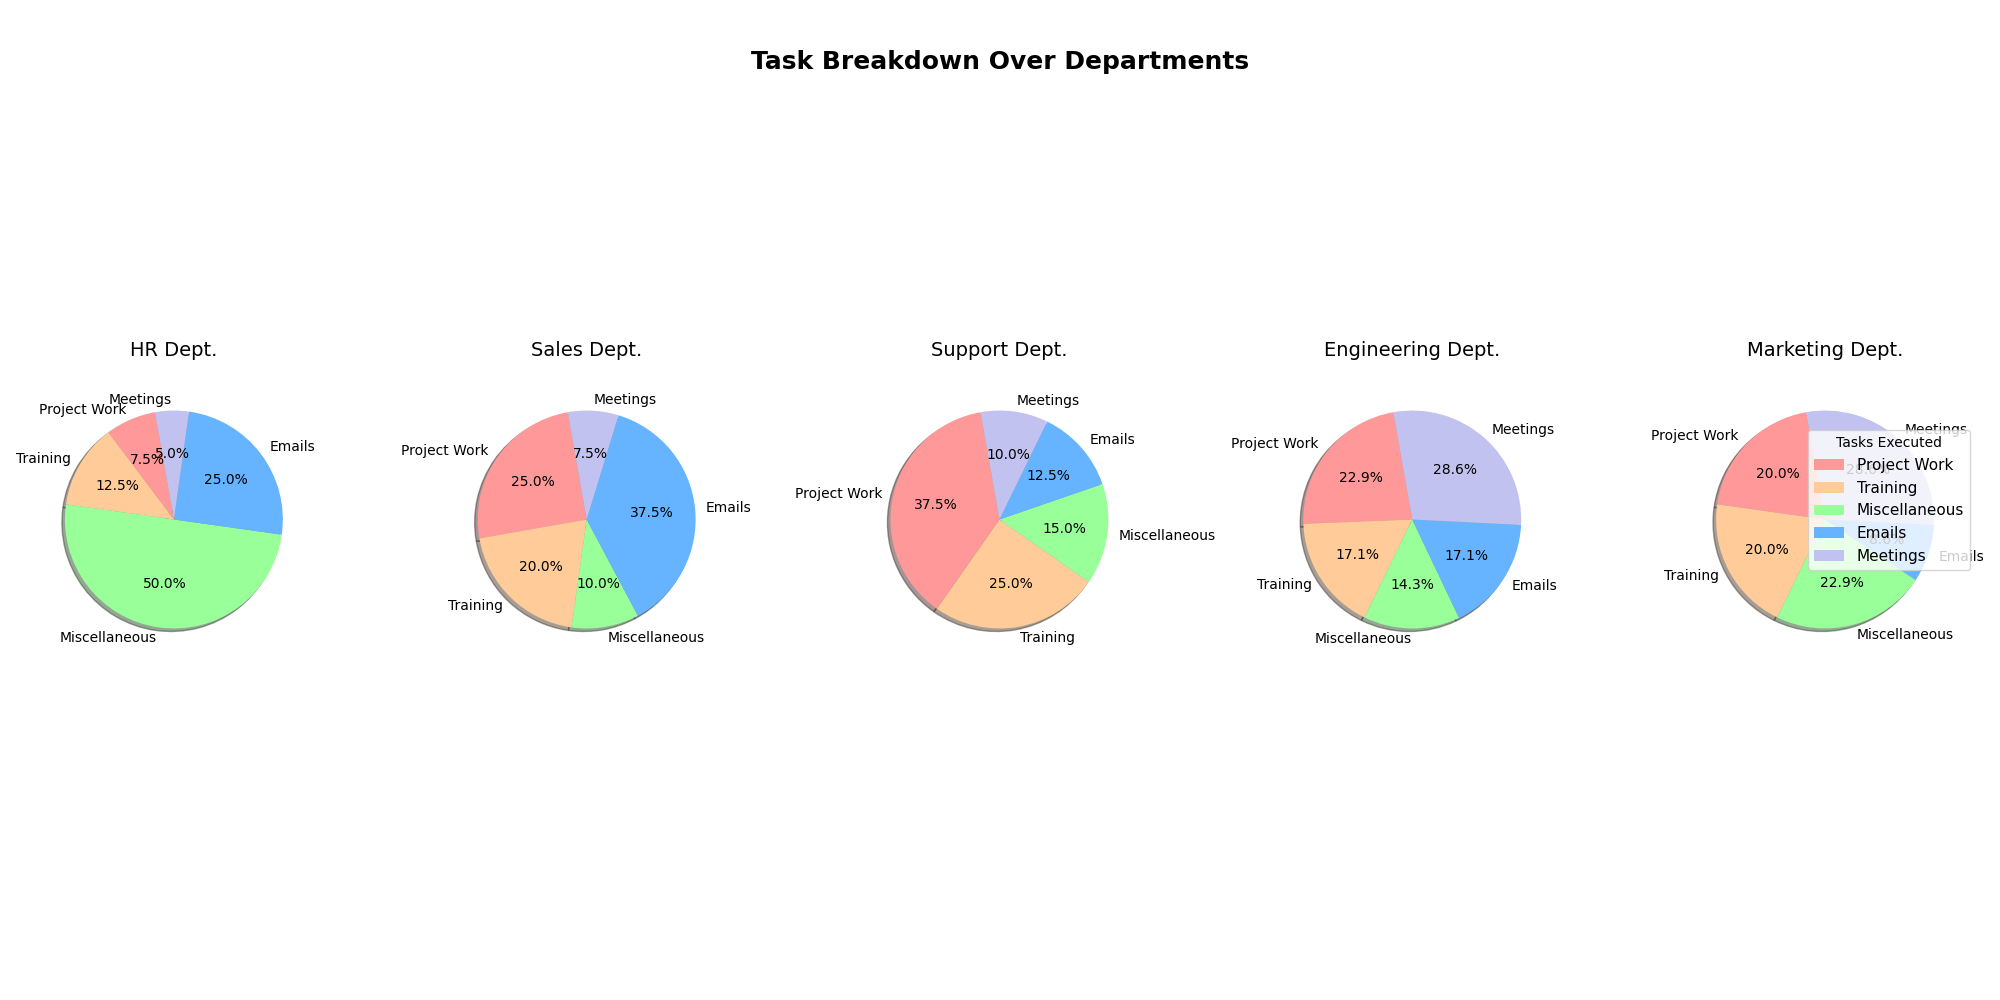 Task Breakdown Over Departments
HR Dept.
Meetings
Project Work
Training
Emails
Miscellaneous
5.0%
7.5%
12.5%
25.0%
50.0%
Sales Dept.
Meetings
Project Work
Emails
Training
Miscellaneous
7.5%
25.0%
37.5%
20.0%
10.0%
Support Dept.
Meetings
Emails
Project Work
Miscellaneous
Training
10.0%
12.5%
37.5%
15.0%
25.0%
Engineering Dept.
Meetings
Project Work
Training
Emails
Miscellaneous
28.6%
22.9%
17.1%
17.1%
14.3%
Marketing Dept.
Meetings
Project Work
Training
Emails
Miscellaneous
28.6%
20.0%
20.0%
8.6%
22.9%
Tasks Executed
Project Work
Training
Miscellaneous
Emails
Meetings